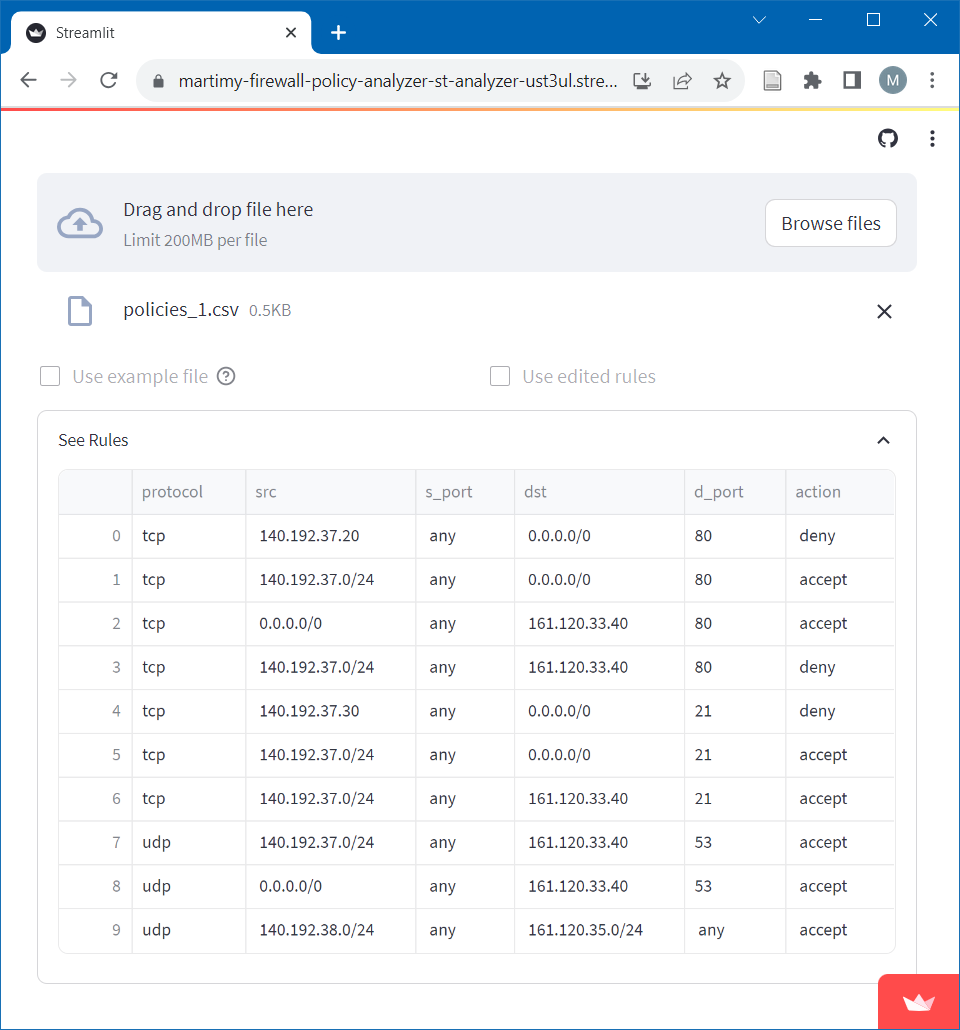 Streamlit
martimy-firewall-policy-analyzer-st-analyzer-ust3ul.stre...
M
Drag and drop file here
Limit 200MB per file
Browse files
policies_1.csv 0.5KB
Use example file ?
Use edited rules
See Rules
protocol src s_port dst d_port action
0 tcp 140.192.37.20 any 0.0.0.0/0 80 deny
1 tcp 140.192.37.0/24 any 0.0.0.0/0 80 accept
2 tcp 0.0.0.0/0 any 161.120.33.40 80 accept
3 tcp 140.192.37.0/24 any 161.120.33.40 80 deny
4 tcp 140.192.37.30 any 0.0.0.0/0 21 deny
5 tcp 140.192.37.0/24 any 0.0.0.0/0 21 accept
6 tcp 140.192.37.0/24 any 161.120.33.40 21 accept
7 udp 140.192.37.0/24 any 161.120.33.40 53 accept
8 udp 0.0.0.0/0 any 161.120.33.40 53 accept
9 udp 140.192.38.0/24 any 161.120.35.0/24 any accept